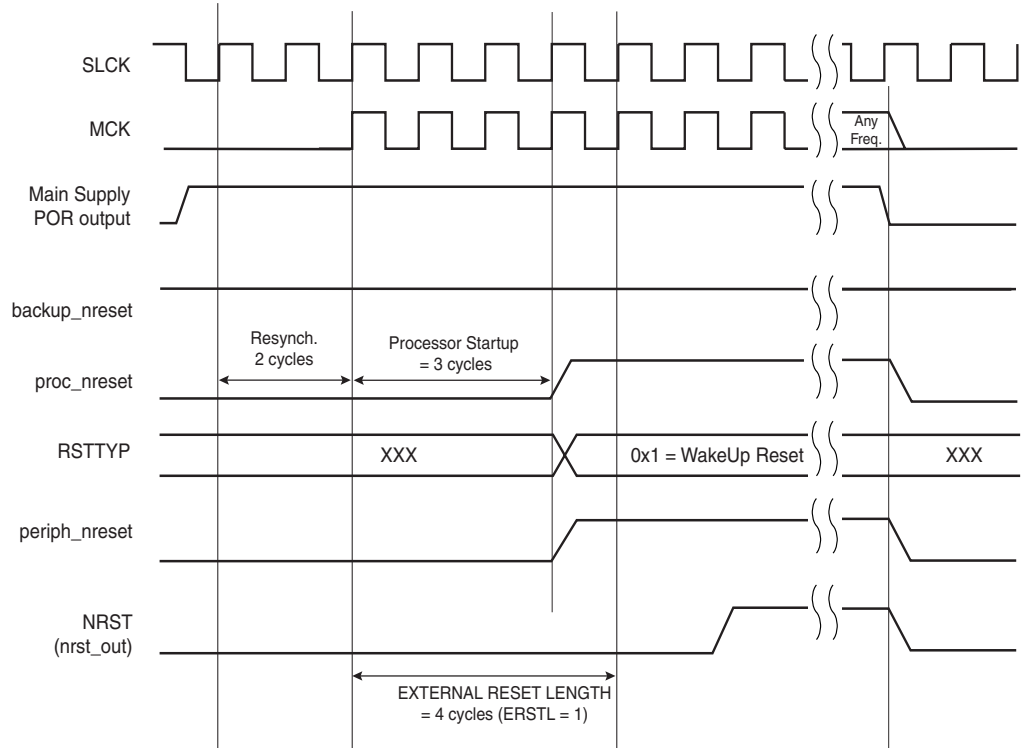 SLCK
MCK
Any
Freq.
Main Supply
POR output
backup_nreset
Resynch.
2 cycles
Processor Startup
= 3 cycles
proc_nreset
RSTTYP
XXX
0x1 = WakeUp Reset
XXX
periph_nreset
NRST
(nrst_out)
EXTERNAL RESET LENGTH
= 4 cycles (ERSTL = 1)